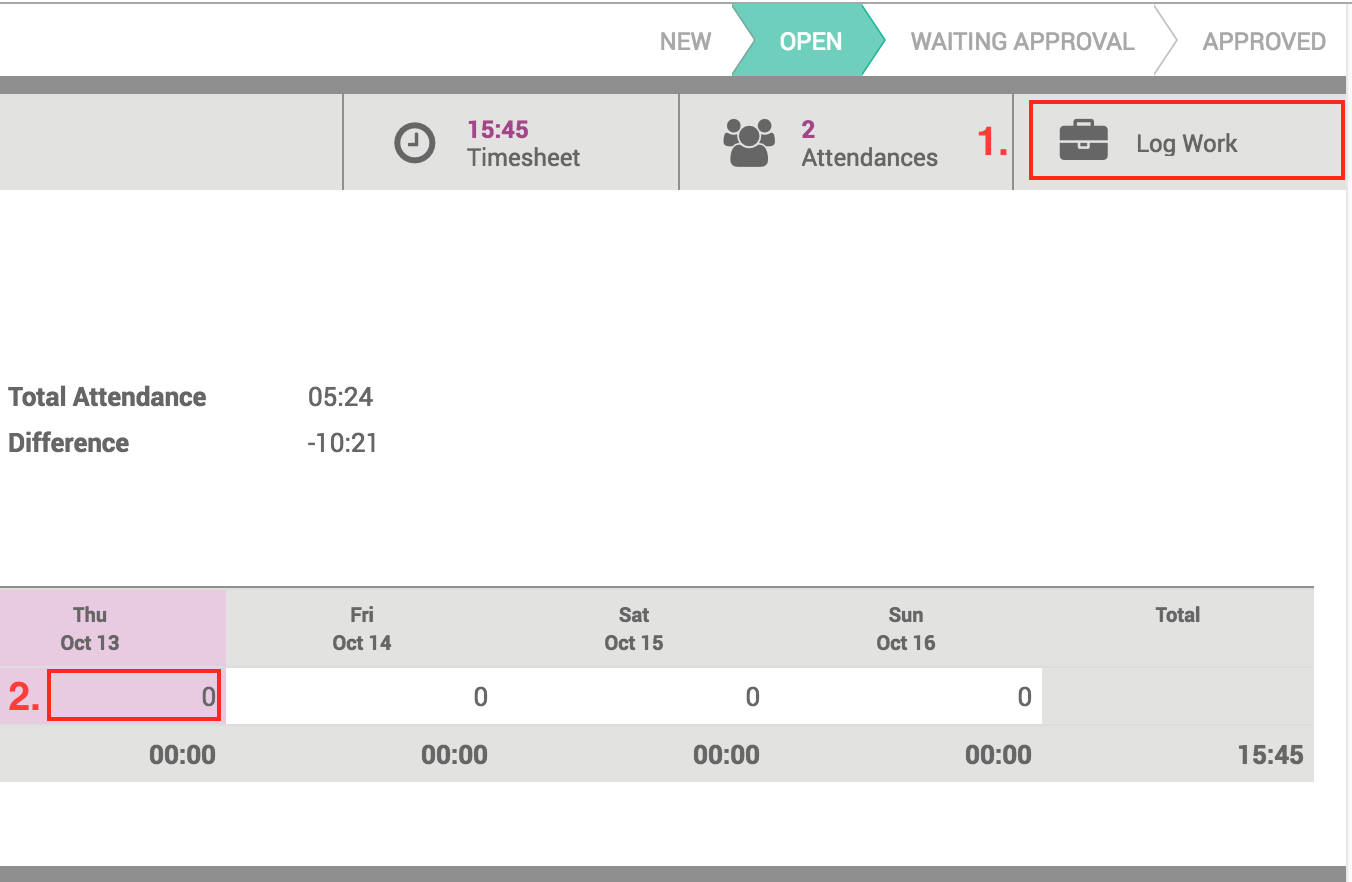 NEW OPEN WAITING APPROVAL APPROVED
15:45
Timesheet
2
Attendances
1.
Log Work
Total Attendance 05:24
Difference -10:21
Thu Fri Sat Sun Total
Oct 13 Oct 14 Oct 15 Oct 16
2. 0 0 0 0
00:00 00:00 00:00 00:00 15:45